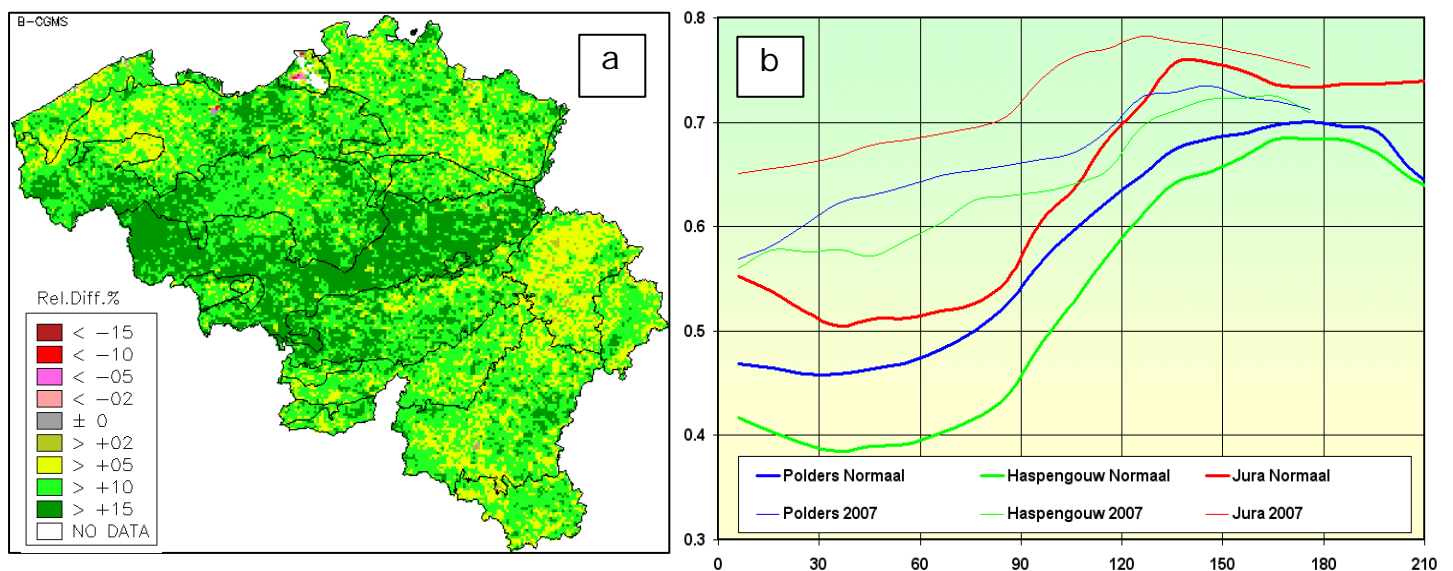 B-CGMS
a
Rel.Diff.%
< -15
< -10
< -05
< -02
± 0
> +02
> +05
> +10
> +15
NO DATA
b
0.8
0.7
0.6
0.5
0.4
0.3
Polders Normaal
Haspengouw Normaal
Jura Normaal
Polders 2007
Haspengouw 2007
Jura 2007
0
30
60
90
120
150
180
210